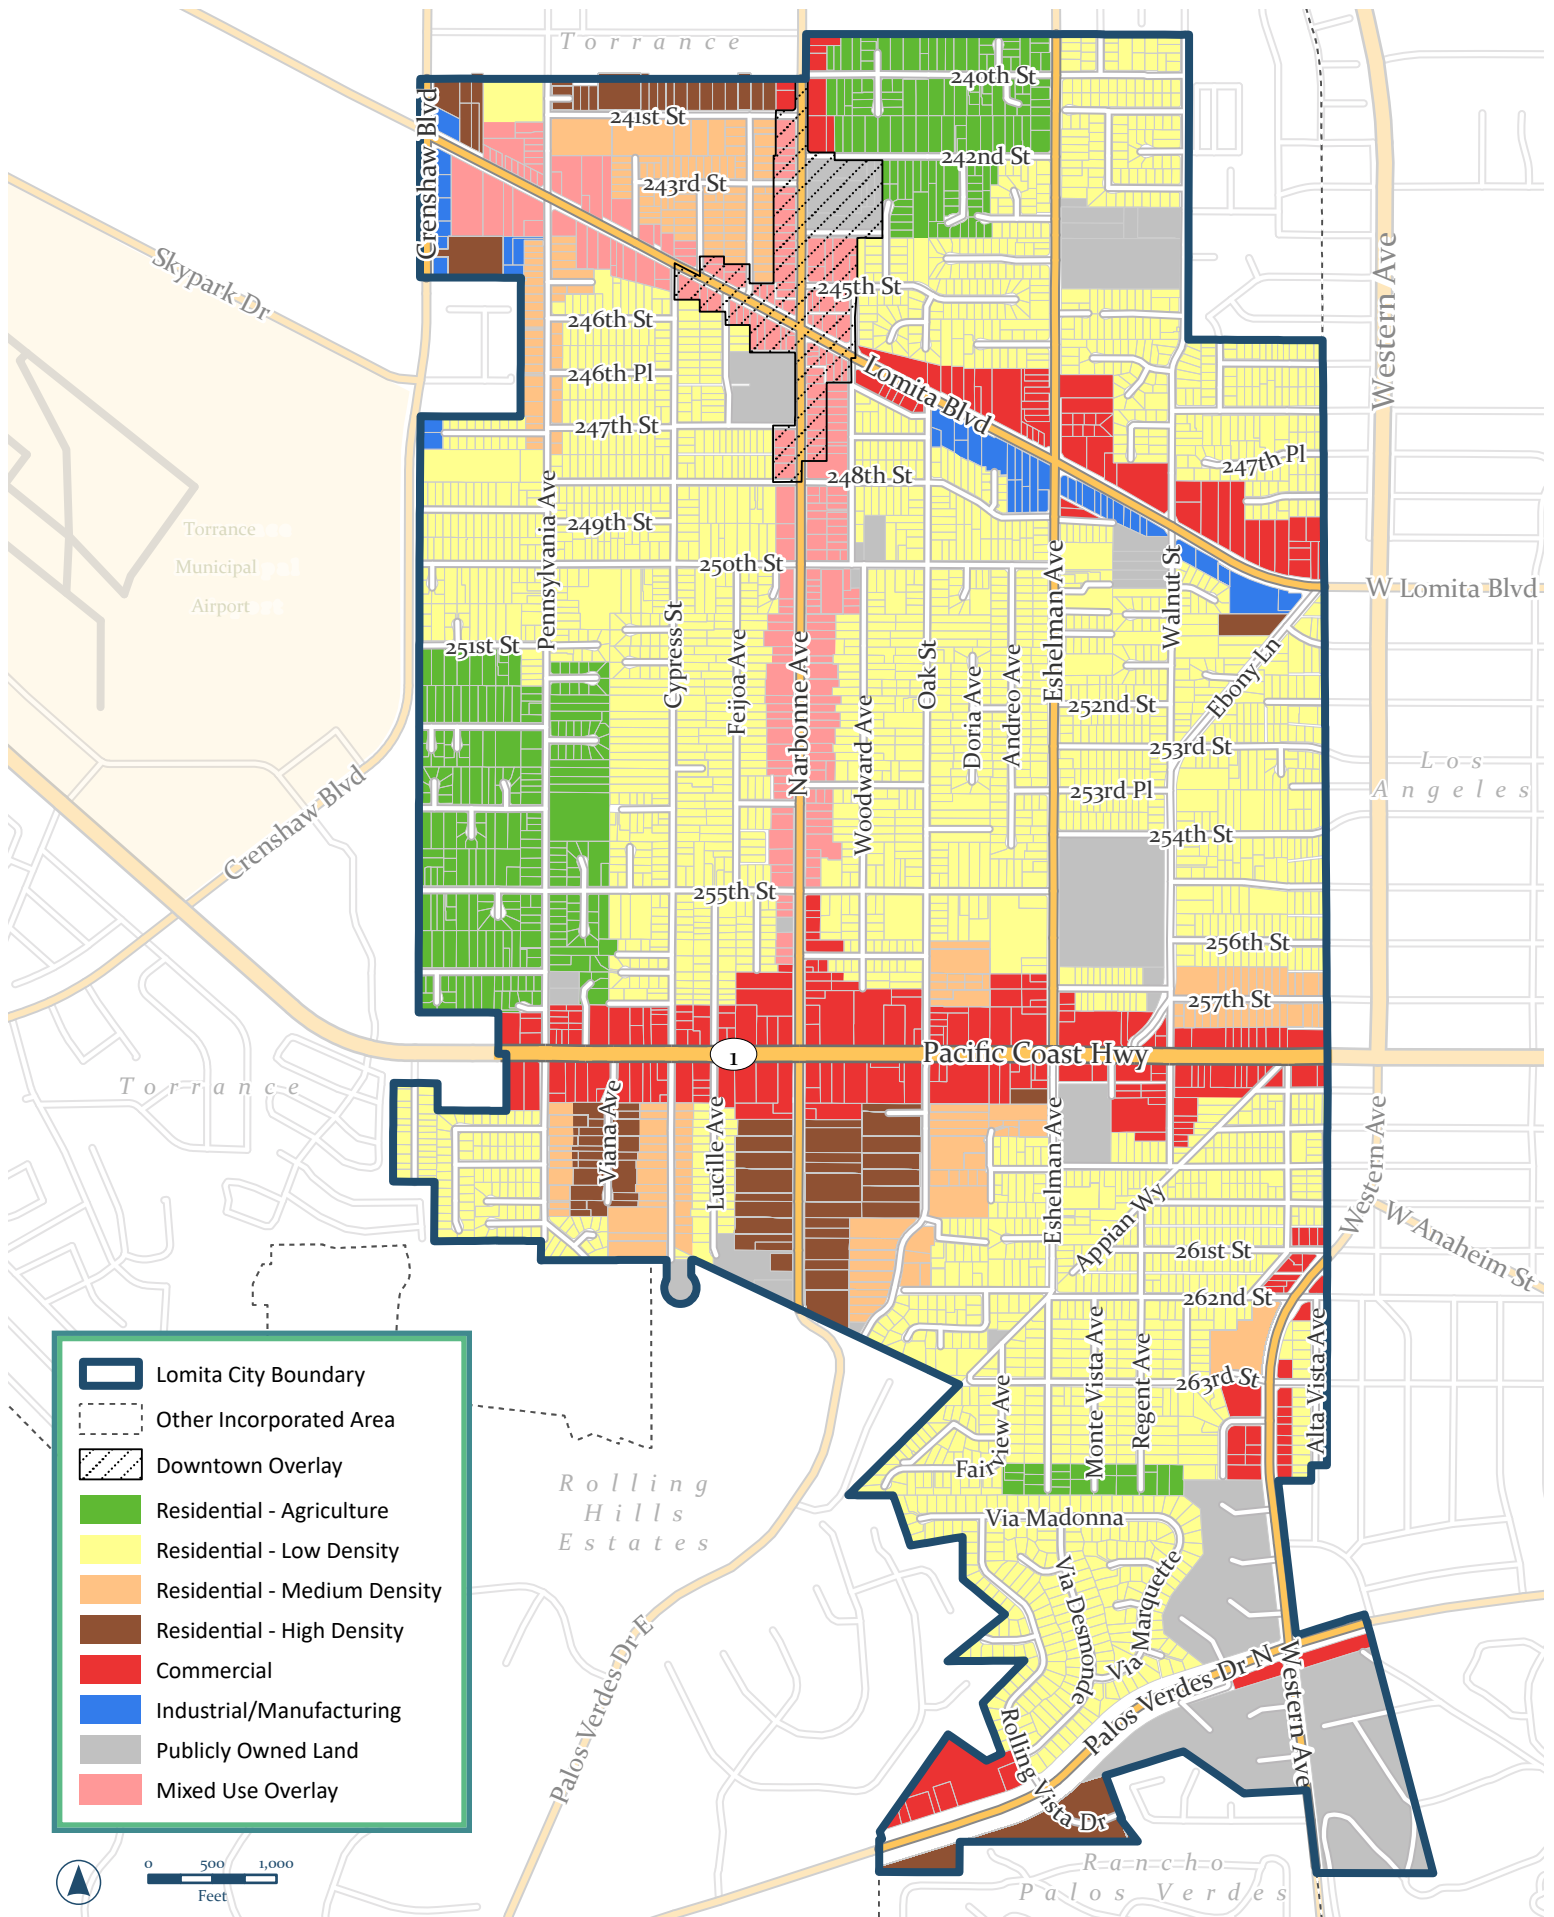 Torrance
240th St
241st St
242nd St
243rd St
Crenshaw Blvd
Skypark Dr
245th St
246th St
246th Pl
247th St
Lomita Blvd
Western Ave
247th Pl
248th St
249th St
250th St
Torrance
Municipal
Airport
Pennsylvania Ave
Cypress St
Feijoa Ave
Narbonne Ave
Woodward Ave
Oak St
Doria Ave
Andreo Ave
Eshelman Ave
Walnut St
W Lomita Blvd
251st St
Ebony Ln
252nd St
253rd St
253rd Pl
254th St
Los
Angeles
Crenshaw Blvd
255th St
256th St
257th St
1
Pacific Coast Hwy
Torrance
Viana Ave
Lucille Ave
Eshelman Ave
Appian Wy
Western Ave
W Anaheim St
261st St
262nd St
263rd St
Fairview Ave
Monte Vista Ave
Regent Ave
Alta Vista Ave
Via Madonna
Via Desmonde
Via Marquette
Rolling
Hills
Estates
Palos Verdes Dr E
Palos Verdes Dr N
Western Ave
Rolling Vista Dr
Rancho
Palos Verdes
Lomita City Boundary
Other Incorporated Area
Downtown Overlay
Residential - Agriculture
Residential - Low Density
Residential - Medium Density
Residential - High Density
Commercial
Industrial/Manufacturing
Publicly Owned Land
Mixed Use Overlay
0 500 1,000
Feet